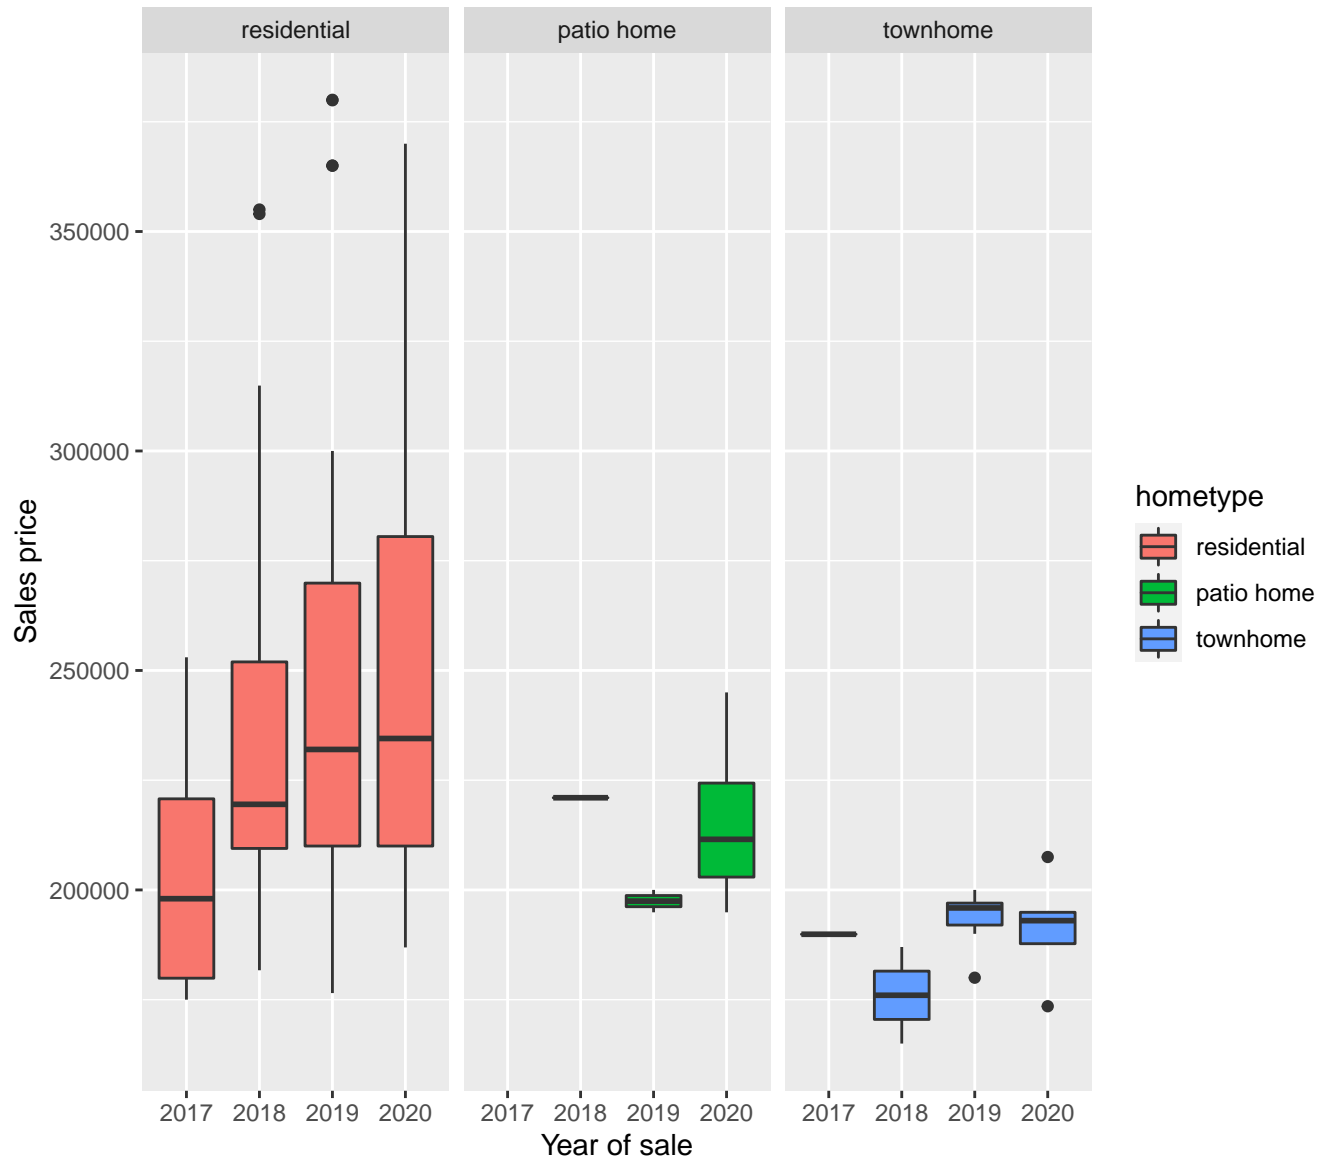 residential
patio home
townhome
Sales price
350000
300000
250000
200000
2017 2018 2019 2020
2017 2018 2019 2020
2017 2018 2019 2020
Year of sale
hometype
residential
patio home
townhome